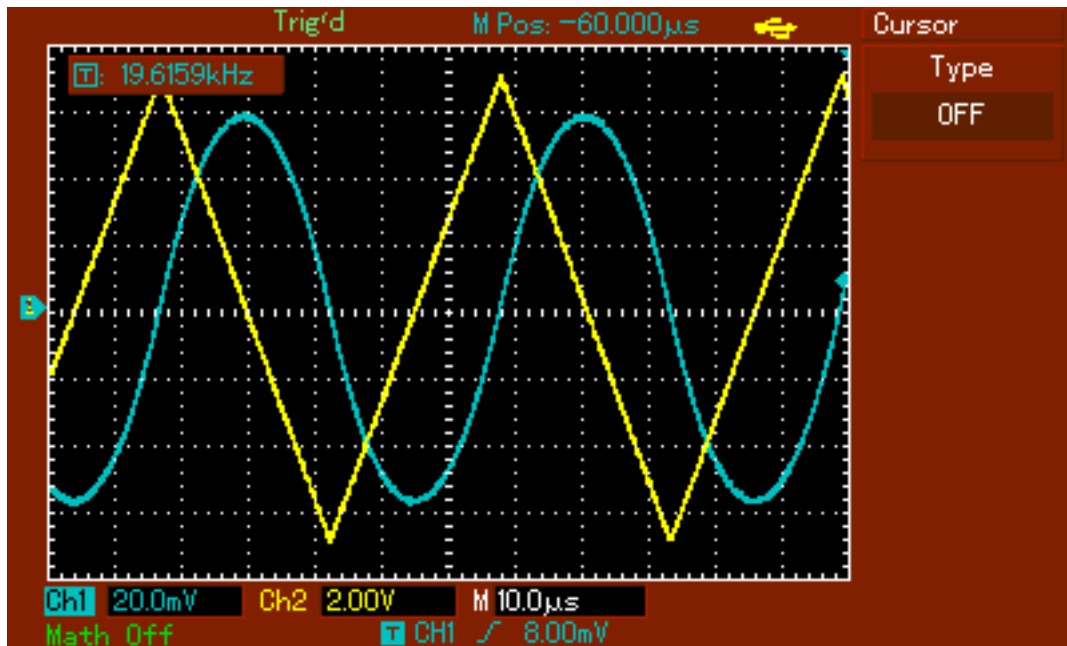 Trig'd M Pos: -60.000μs Cursor
T: 19.6159kHz
Type
OFF
Ch1 20.0mV Ch2 2.00V M 10.0μs
Math Off T CH1 8.00mV